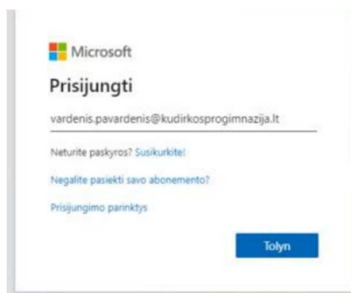 Microsoft
Prisijungti
vardenis.pavardenis@kudirkosprogimnazija.lt
Neturite paskyros? Susikurkite!
Negalite pasiekti savo abonemento?
Prisijungimo parinktys
Tolyn